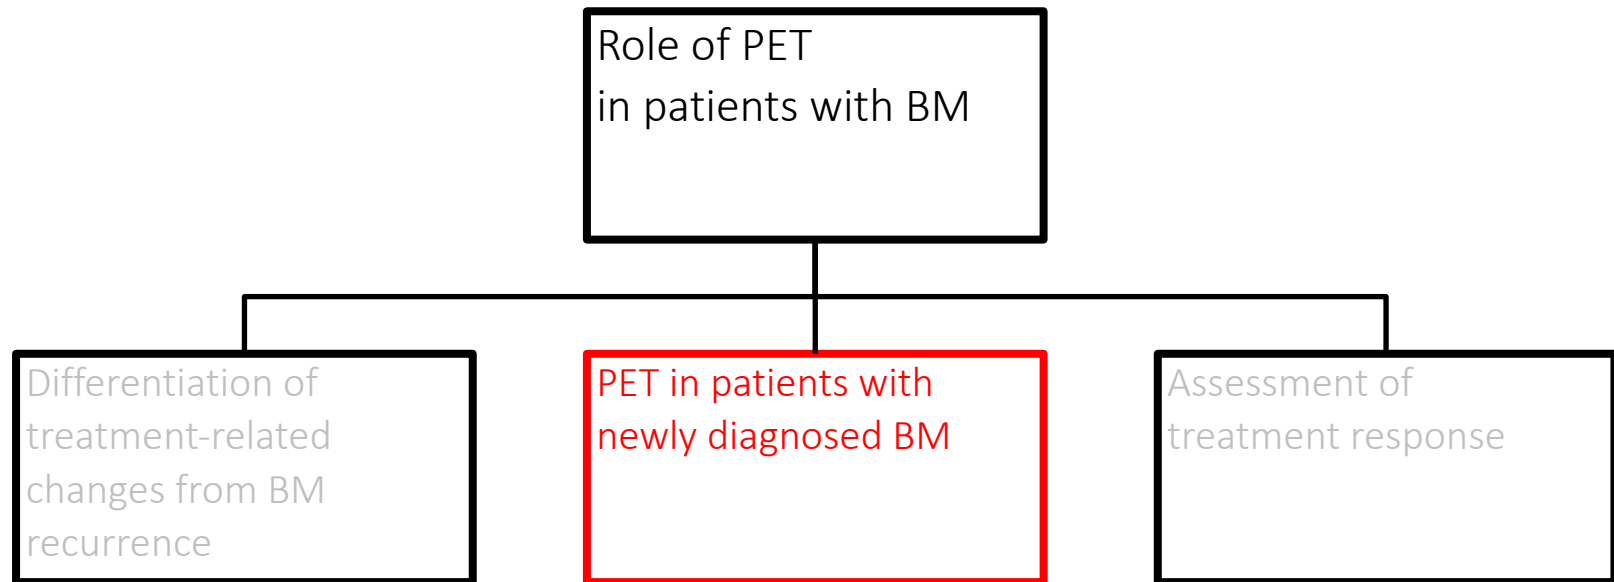 Role of PET
in patients with BM
Differentiation of
treatment-related
changes from BM
recurrence
PET in patients with
newly diagnosed BM
Assessment of
treatment response